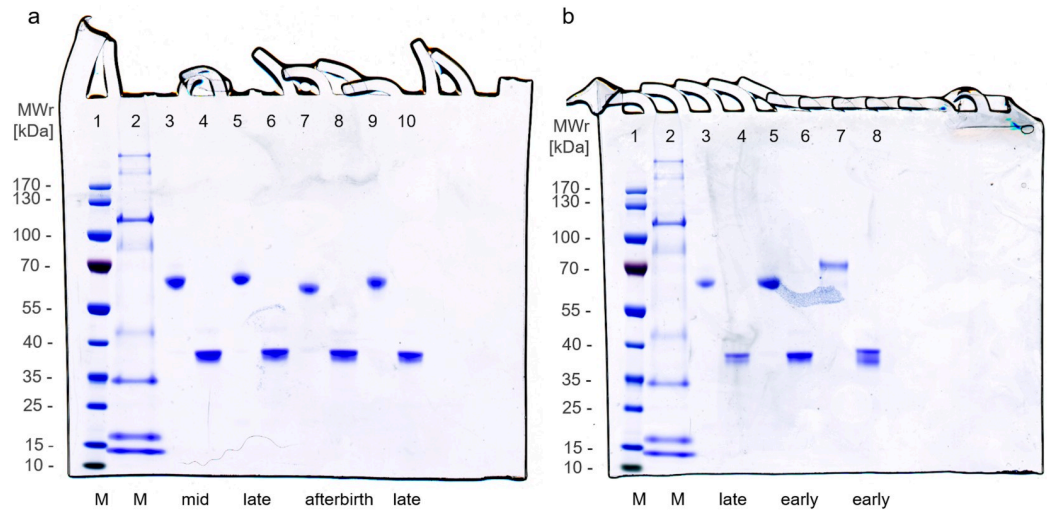 a
MWr
[kDa]
1 2 3 4 5 6 7 8 9 10
170 -
130 -
100 -
70 -
55 -
40 -
35 -
25 -
15 -
10 -
M M mid late afterbirth late
b
MWr
[kDa]
1 2 3 4 5 6 7 8
170 -
130 -
100 -
70 -
55 -
40 -
35 -
25 -
15 -
10 -
M M late early early